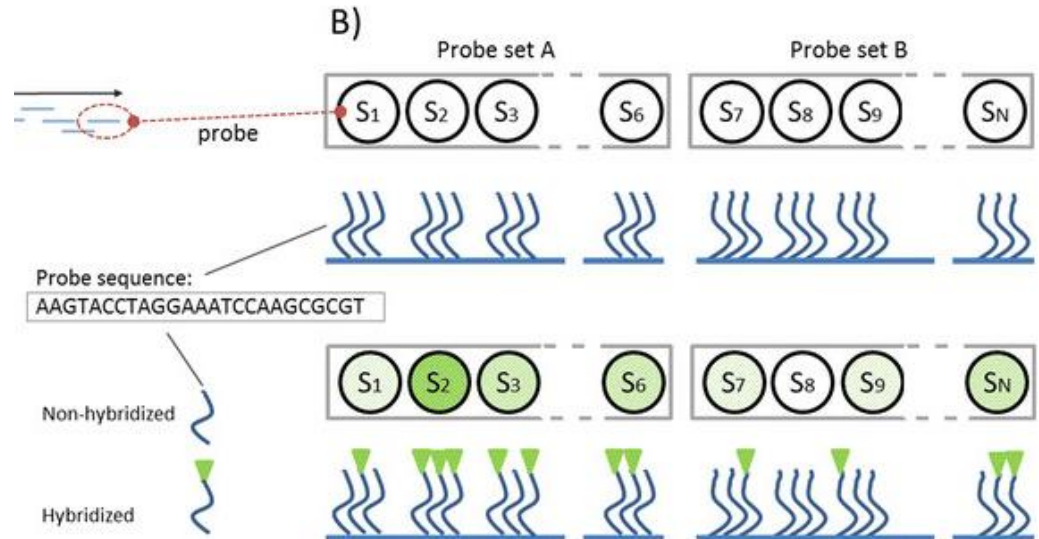 B)
Probe set A
Probe set B
S1 S2 S3 S6 S7 S8 S9 SN
probe
Probe sequence:
AAGTACCTAGGAAATCCAAGCGCGT
S1 S2 S3 S6 S7 S8 S9 SN
Non-hybridized
Hybridized